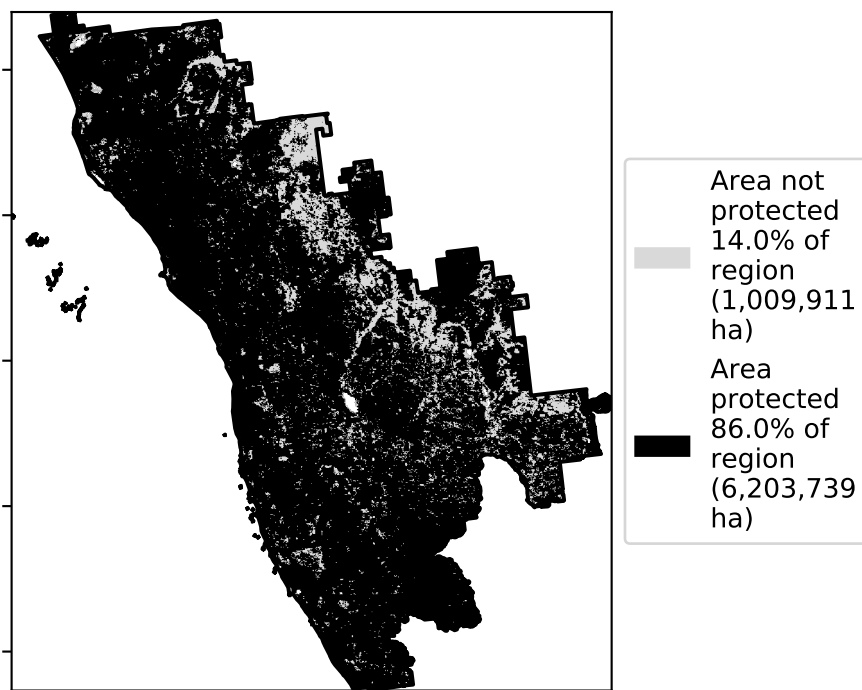 Area not
protected
14.0% of
region
(1,009,911
ha)
Area
protected
86.0% of
region
(6,203,739
ha)